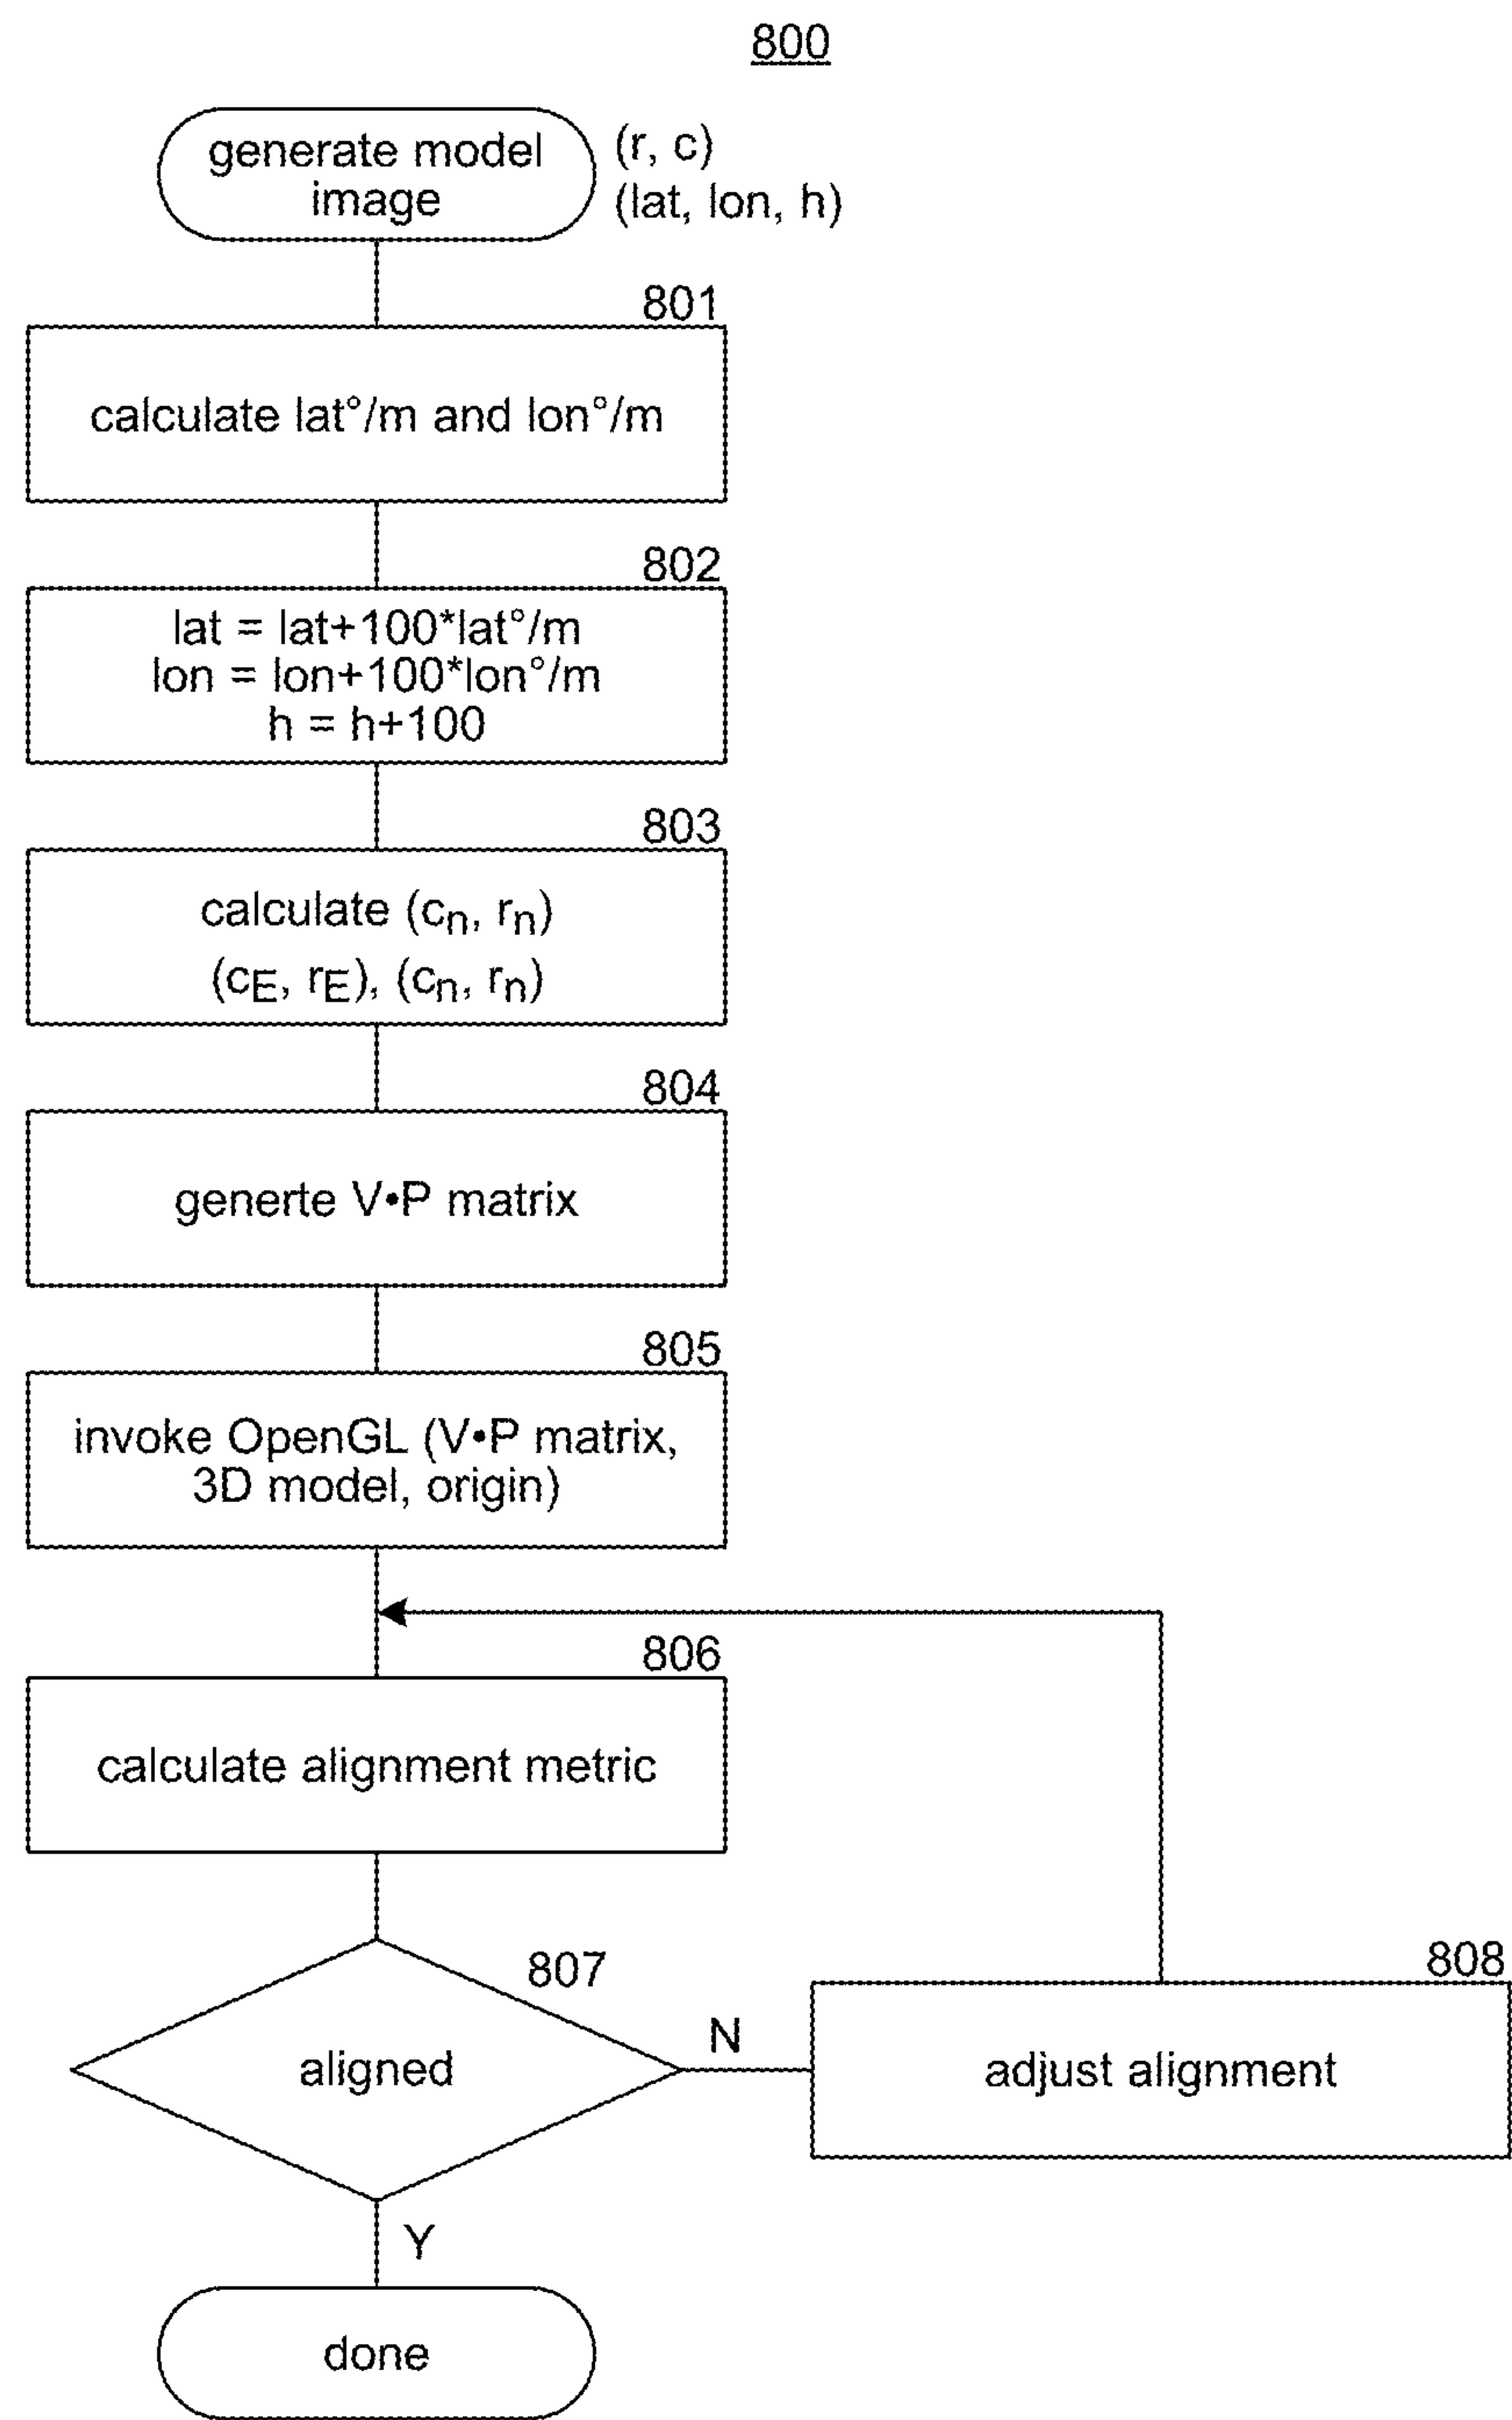 800
generate model
image
(r, c)
(lat, lon, h)
801
calculate lat°/m and lon°/m
802
lat = lat+100*lat°/m
lon = lon+100*lon°/m
h = h+100
803
calculate (cn, rn)
(cE, rE), (cn, rn)
804
generte V•P matrix
805
invoke OpenGL (V•P matrix,
3D model, origin)
806
calculate alignment metric
807
aligned
N
808
adjust alignment
Y
done